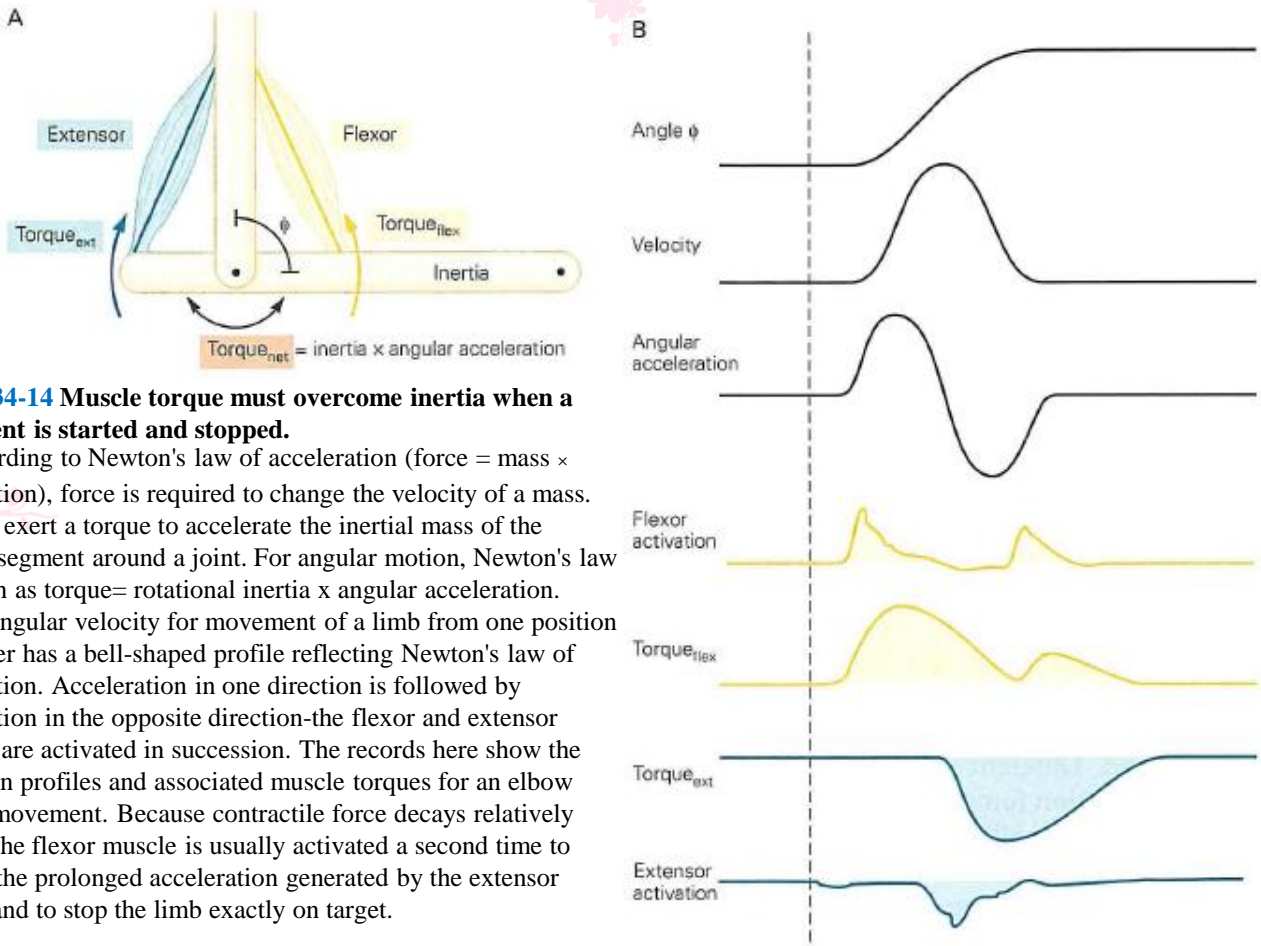 A
Extensor
Flexor
Torque_ext
ϕ
Torque_flex
Inertia
Torque_net = inertia x angular acceleration
34-14 Muscle torque must overcome inertia when a
ent is started and stopped.
rding to Newton's law of acceleration (force = mass ×
tion), force is required to change the velocity of a mass.
exert a torque to accelerate the inertial mass of the
segment around a joint. For angular motion, Newton's law
n as torque= rotational inertia x angular acceleration.
ngular velocity for movement of a limb from one position
er has a bell-shaped profile reflecting Newton's law of
tion. Acceleration in one direction is followed by
tion in the opposite direction-the flexor and extensor
are activated in succession. The records here show the
n profiles and associated muscle torques for an elbow
movement. Because contractile force decays relatively
he flexor muscle is usually activated a second time to
the prolonged acceleration generated by the extensor
and to stop the limb exactly on target.
B
Angle ϕ
Velocity
Angular
acceleration
Flexor
activation
Torque_flex
Torque_ext
Extensor
activation